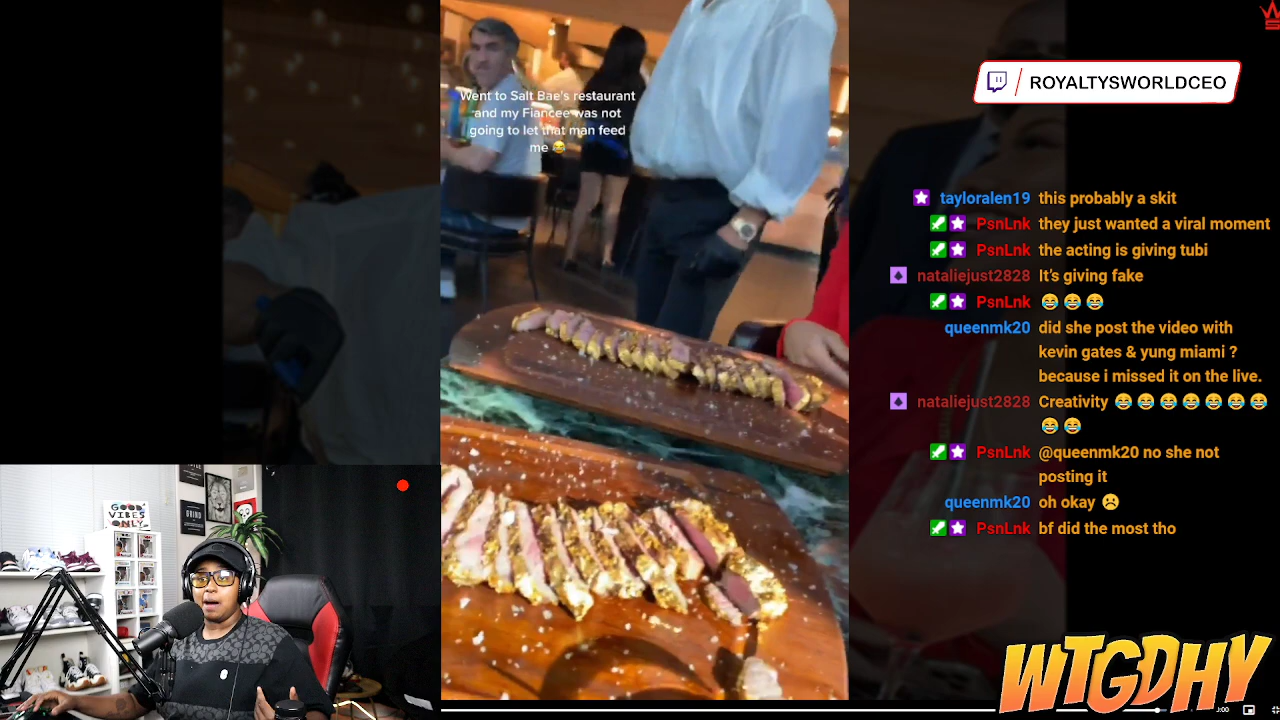 Went to Salt Bae's restaurant
and my Fiancee was not
going to let that man feed
me 😂
ROYALTYSWORLDCEO
tayloralen19 this probably a skit
PsnLnk they just wanted a viral moment
PsnLnk the acting is giving tubi
nataliejust2828 It's giving fake
PsnLnk 😂 😂 😂
queenmk20 did she post the video with
kevin gates & yung miami ?
because i missed it on the live.
nataliejust2828 Creativity 😂 😂 😂 😂 😂 😂 😂
😂 😂
PsnLnk @queenmk20 no she not
posting it
queenmk20 oh okay ☹️
PsnLnk bf did the most tho
GOOD
VIBES
ONLY
GRIND
WTGDHY